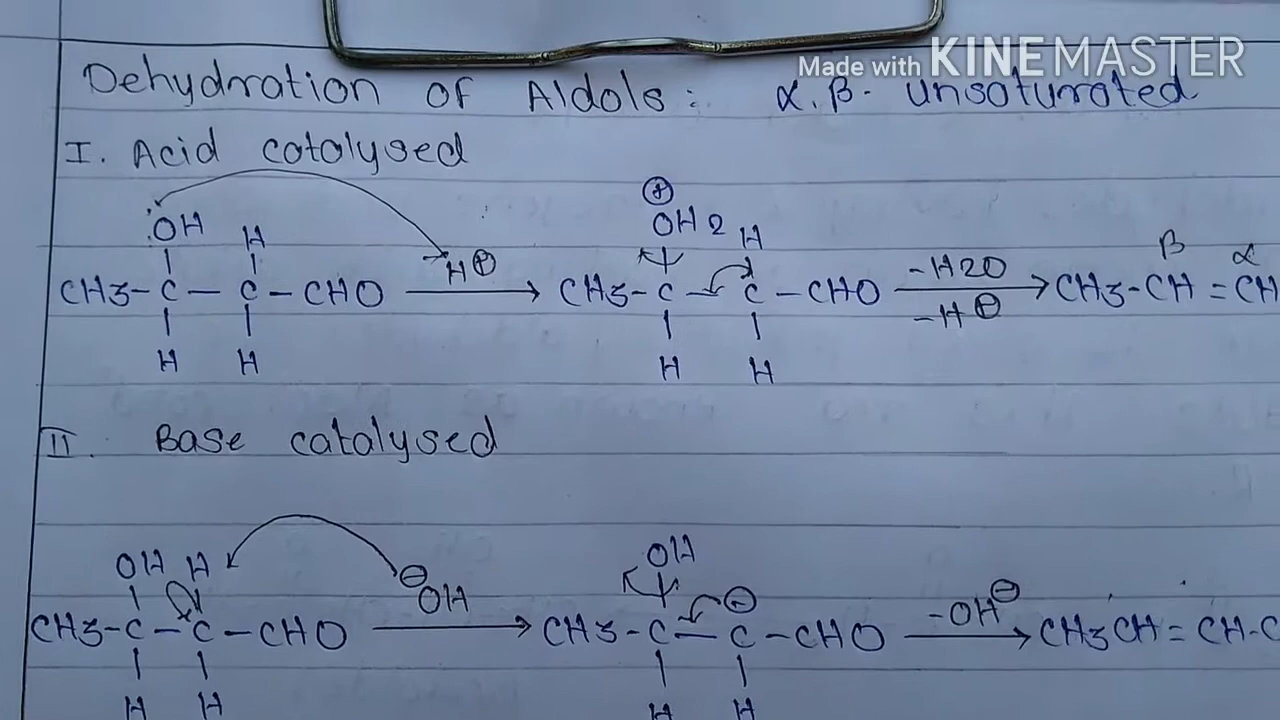 Made with KINEMASTER
Dehydration of Aldols: α.β- unsaturated
I. Acid catalysed
⊕
:OH H OH2 H β α
CH3-C-C-CHO ⟶ H⊕ CH3-C-C-CHO -H2O ⟶ -H⊕ CH3-CH=CH
H H H H
II. Base catalysed
OH H ⊖OH OH
CH3-C-C-CHO ⟶ CH3-C-C⊖-CHO -OH⊖ ⟶ CH3CH=CH-C
H H H H